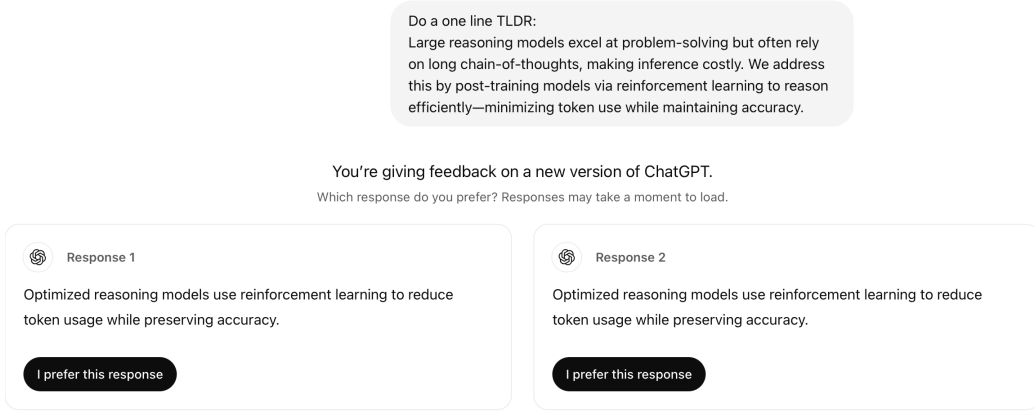 Do a one line TLDR:
Large reasoning models excel at problem-solving but often rely
on long chain-of-thoughts, making inference costly. We address
this by post-training models via reinforcement learning to reason
efficiently—minimizing token use while maintaining accuracy.
You're giving feedback on a new version of ChatGPT.
Which response do you prefer? Responses may take a moment to load.
Response 1
Optimized reasoning models use reinforcement learning to reduce
token usage while preserving accuracy.
I prefer this response
Response 2
Optimized reasoning models use reinforcement learning to reduce
token usage while preserving accuracy.
I prefer this response